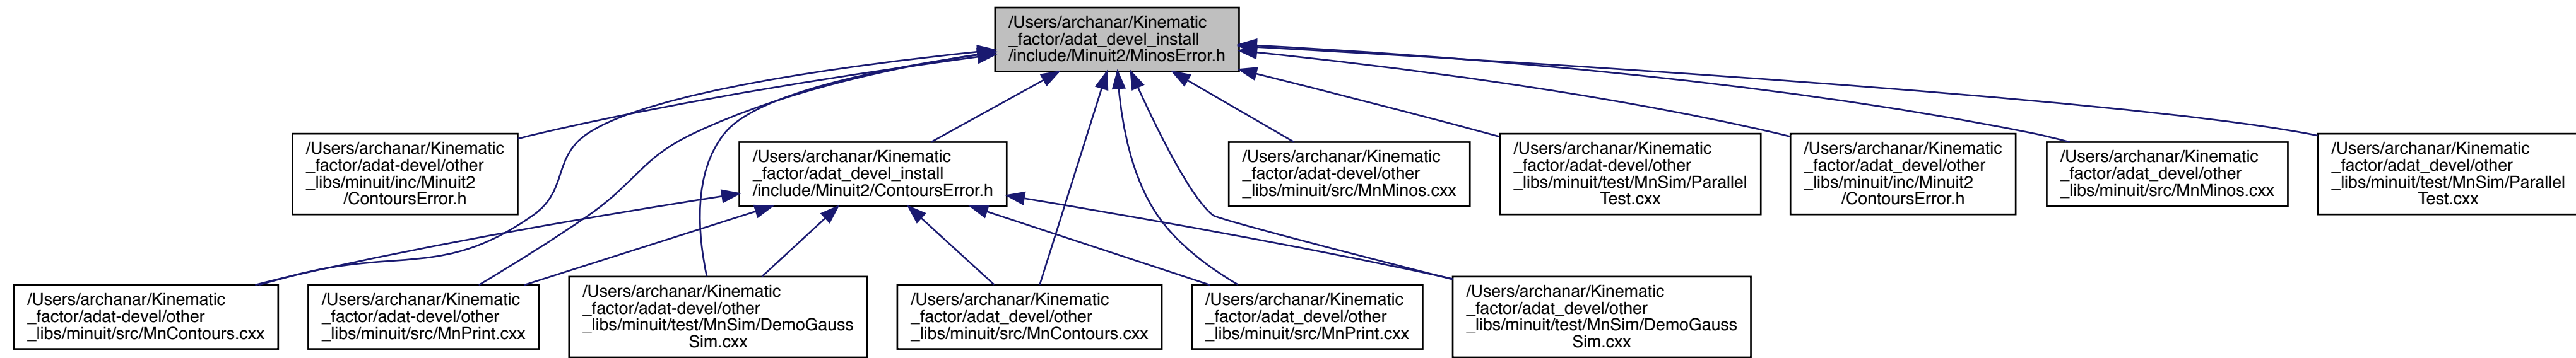 /Users/archanar/Kinematic
_factor/adat_devel_install
/include/Minuit2/MinosError.h
/Users/archanar/Kinematic
_factor/adat-devel/other
_libs/minuit/inc/Minuit2
/ContoursError.h
/Users/archanar/Kinematic
_factor/adat_devel_install
/include/Minuit2/ContoursError.h
/Users/archanar/Kinematic
_factor/adat-devel/other
_libs/minuit/src/MnMinos.cxx
/Users/archanar/Kinematic
_factor/adat-devel/other
_libs/minuit/test/MnSim/Parallel
Test.cxx
/Users/archanar/Kinematic
_factor/adat_devel/other
_libs/minuit/inc/Minuit2
/ContoursError.h
/Users/archanar/Kinematic
_factor/adat_devel/other
_libs/minuit/src/MnMinos.cxx
/Users/archanar/Kinematic
_factor/adat_devel/other
_libs/minuit/test/MnSim/Parallel
Test.cxx
/Users/archanar/Kinematic
_factor/adat-devel/other
_libs/minuit/src/MnContours.cxx
/Users/archanar/Kinematic
_factor/adat-devel/other
_libs/minuit/src/MnPrint.cxx
/Users/archanar/Kinematic
_factor/adat-devel/other
_libs/minuit/test/MnSim/DemoGauss
Sim.cxx
/Users/archanar/Kinematic
_factor/adat_devel/other
_libs/minuit/src/MnContours.cxx
/Users/archanar/Kinematic
_factor/adat_devel/other
_libs/minuit/src/MnPrint.cxx
/Users/archanar/Kinematic
_factor/adat_devel/other
_libs/minuit/test/MnSim/DemoGauss
Sim.cxx